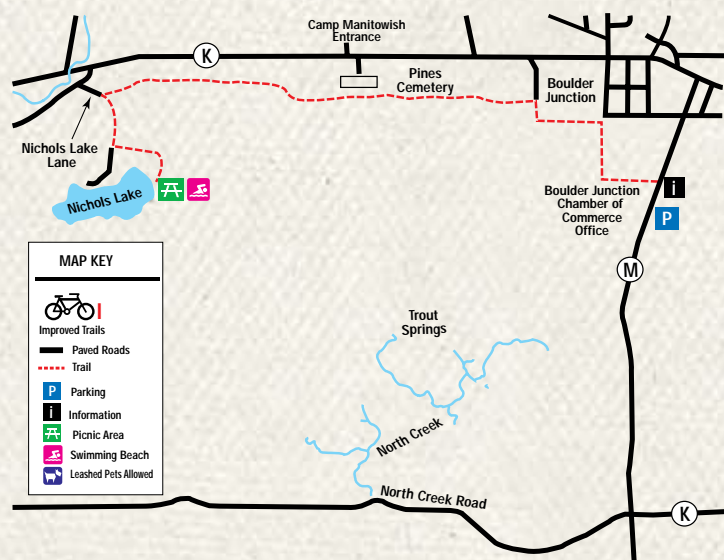 Camp Manitowish
Entrance
K
Pines
Cemetery
Boulder
Junction
Nichols Lake
Lane
Nichols Lake
i
Boulder Junction
Chamber of
Commerce
Office
P
M
MAP KEY
Improved Trails
Paved Roads
Trail
P Parking
i Information
Picnic Area
Swimming Beach
Leashed Pets Allowed
Trout
Springs
North Creek
North Creek Road
K